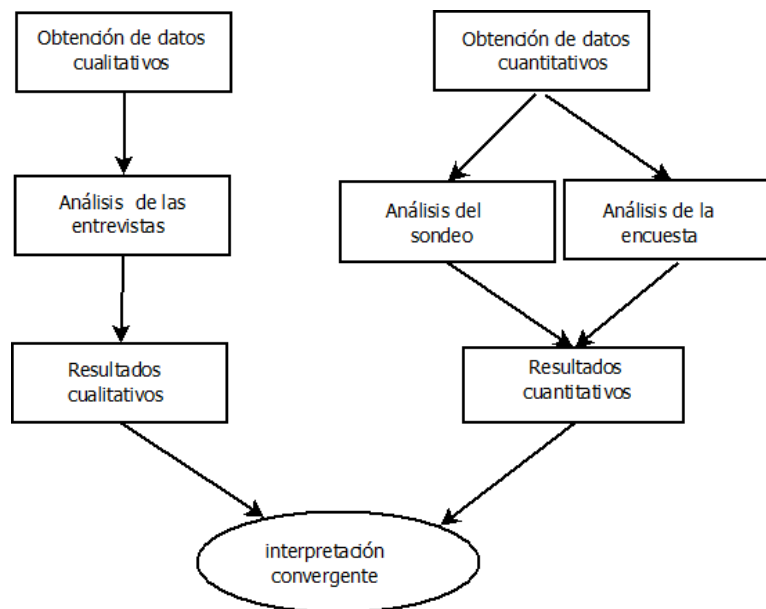 Obtención de datos
cualitativos
Obtención de datos
cuantitativos
Análisis de las
entrevistas
Análisis del
sondeo
Análisis de la
encuesta
Resultados
cualitativos
Resultados
cuantitativos
interpretación
convergente